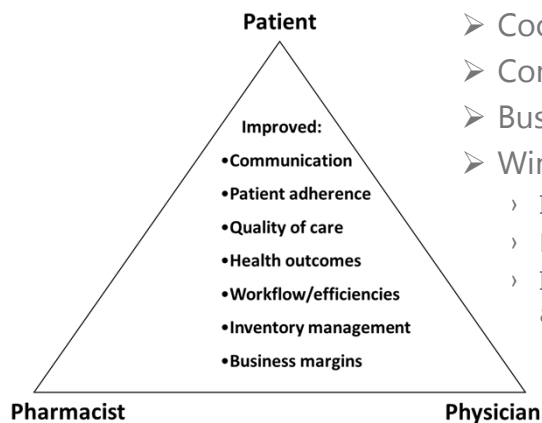 Patient
Improved:
•Communication
•Patient adherence
•Quality of care
•Health outcomes
•Workflow/efficiencies
•Inventory management
•Business margins
Pharmacist
Physician